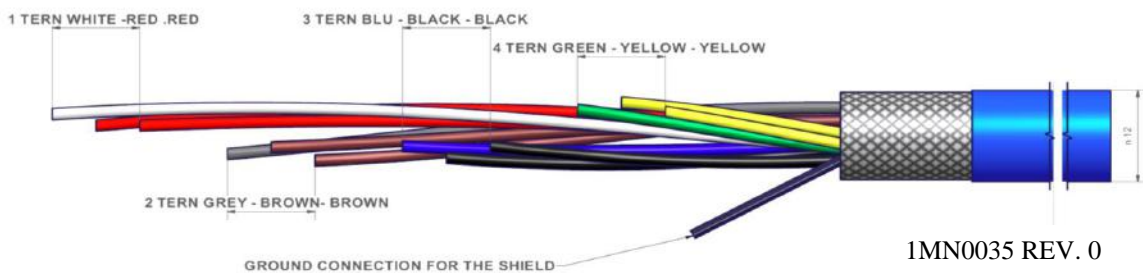 1 TERN WHITE -RED .RED
3 TERN BLU - BLACK - BLACK
4 TERN GREEN - YELLOW - YELLOW
n 12
2 TERN GREY - BROWN- BROWN
GROUND CONNECTION FOR THE SHIELD
1MN0035 REV. 0